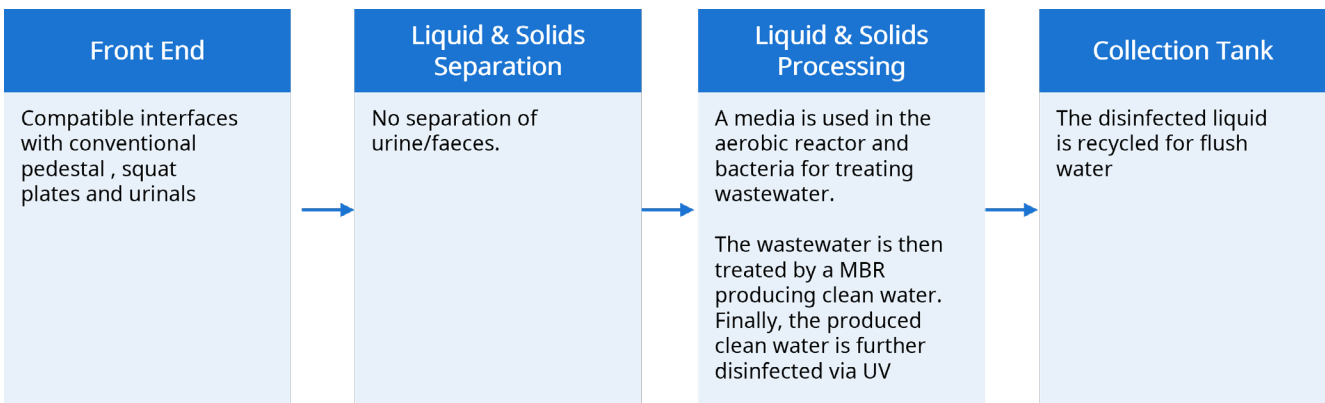 Front End
Compatible interfaces
with conventional
pedestal , squat
plates and urinals
Liquid & Solids
Separation
No separation of
urine/faeces.
Liquid & Solids
Processing
A media is used in the
aerobic reactor and
bacteria for treating
wastewater.
The wastewater is then
treated by a MBR
producing clean water.
Finally, the produced
clean water is further
disinfected via UV
Collection Tank
The disinfected liquid
is recycled for flush
water